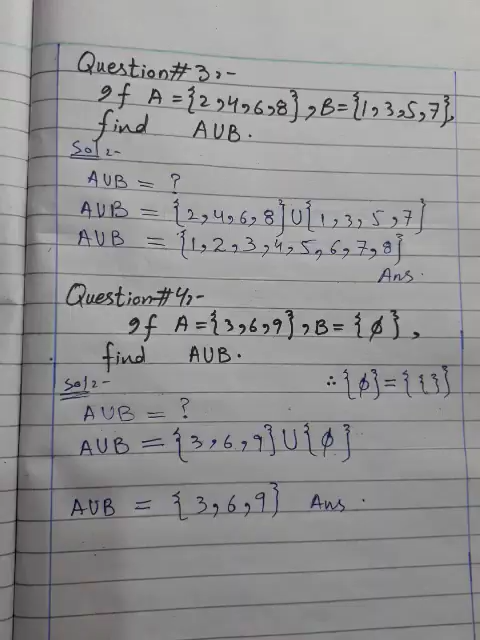 Question#3:-
If A={2,4,6,8}, B={1,3,5,7},
find AUB.
Sol:-
AUB = ?
AUB = {2,4,6,8}U{1,3,5,7}
AUB = {1,2,3,4,5,6,7,8}
Ans.
Question#4:-
If A={3,6,9}, B={ϕ},
find AUB.
Sol:- ∴{ϕ}={{}}
AUB = ?
AUB = {3,6,9}U{ϕ}
AUB = {3,6,9} Ans.